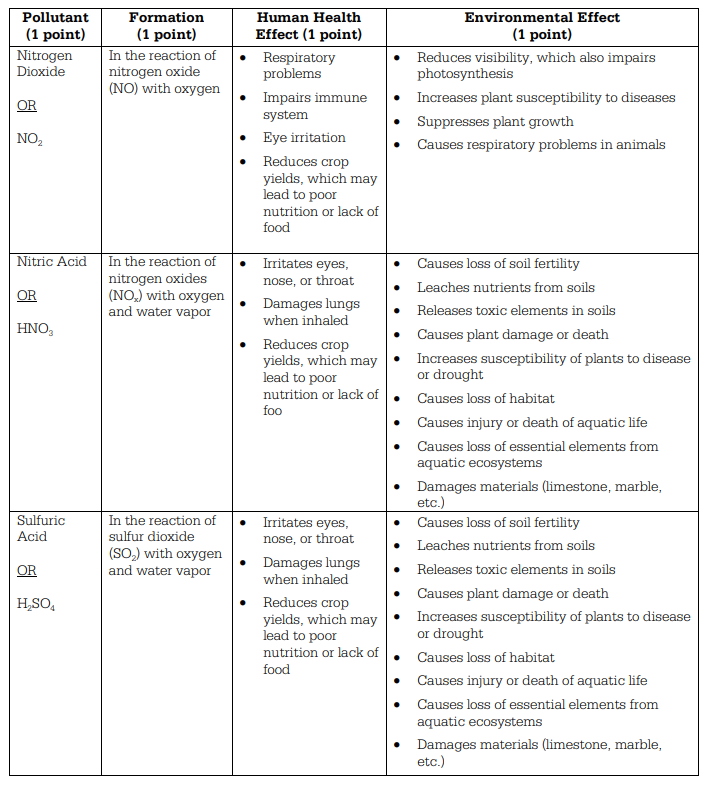 Pollutant
(1 point)
Formation
(1 point)
Human Health
Effect (1 point)
Environmental Effect
(1 point)
Nitrogen
Dioxide
OR
NO₂
In the reaction of
nitrogen oxide
(NO) with oxygen
• Respiratory
problems
• Impairs immune
system
• Eye irritation
• Reduces crop
yields, which may
lead to poor
nutrition or lack of
food
• Reduces visibility, which also impairs
photosynthesis
• Increases plant susceptibility to diseases
• Suppresses plant growth
• Causes respiratory problems in animals
Nitric Acid
OR
HNO₃
In the reaction of
nitrogen oxides
(NOₓ) with oxygen
and water vapor
• Irritates eyes,
nose, or throat
• Damages lungs
when inhaled
• Reduces crop
yields, which may
lead to poor
nutrition or lack of
foo
• Causes loss of soil fertility
• Leaches nutrients from soils
• Releases toxic elements in soils
• Causes plant damage or death
• Increases susceptibility of plants to disease
or drought
• Causes loss of habitat
• Causes injury or death of aquatic life
• Causes loss of essential elements from
aquatic ecosystems
• Damages materials (limestone, marble,
etc.)
Sulfuric
Acid
OR
H₂SO₄
In the reaction of
sulfur dioxide
(SO₂) with oxygen
and water vapor
• Irritates eyes,
nose, or throat
• Damages lungs
when inhaled
• Reduces crop
yields, which may
lead to poor
nutrition or lack of
food
• Causes loss of soil fertility
• Leaches nutrients from soils
• Releases toxic elements in soils
• Causes plant damage or death
• Increases susceptibility of plants to disease
or drought
• Causes loss of habitat
• Causes injury or death of aquatic life
• Causes loss of essential elements from
aquatic ecosystems
• Damages materials (limestone, marble,
etc.)